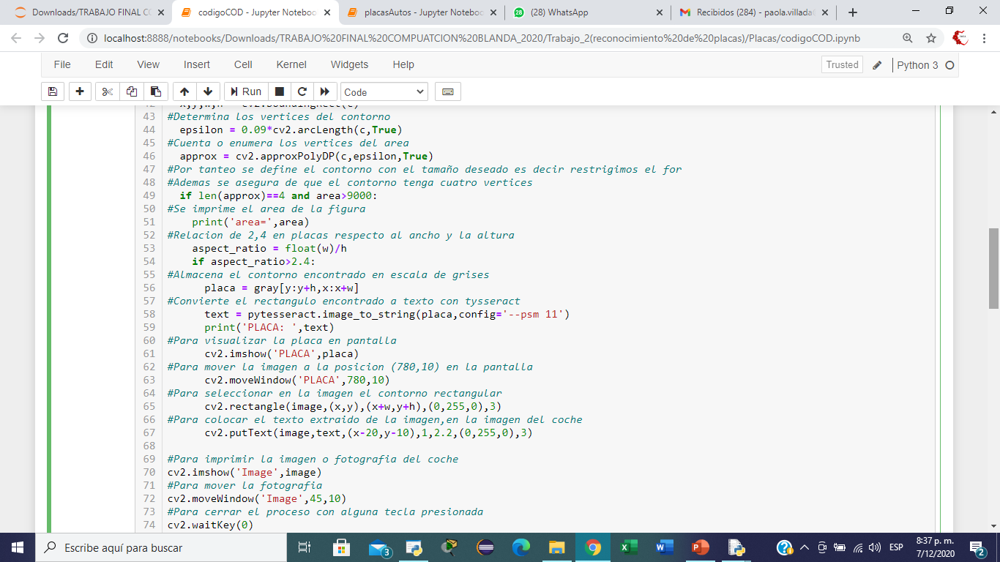 Downloads/TRABAJO FINAL CO
codigoCOD - Jupyter Noteboo
placasAutos - Jupyter Noteboo
(28) WhatsApp
Recibidos (284) - paola.villada
localhost:8888/notebooks/Downloads/TRABAJO%20FINAL%20COMPUATCION%20BLANDA_2020/Trabajo_2(reconocimiento%20de%20placas)/Placas/codigoCOD.ipynb
File Edit View Insert Cell Kernel Widgets Help Trusted Python 3
Run Code
42 x,y,w,h = cv2.boundingRect(c)
43 #Determina los vertices del contorno
44 epsilon = 0.09*cv2.arcLength(c,True)
45 #Cuenta o enumera los vertices del area
46 approx = cv2.approxPolyDP(c,epsilon,True)
47 #Por tanteo se define el contorno con el tamaño deseado es decir restrigimos el for
48 #Ademas se asegura de que el contorno tenga cuatro vertices
49 if len(approx)==4 and area>9000:
50 #Se imprime el area de la figura
51 print('area=',area)
52 #Relacion de 2,4 en placas respecto al ancho y la altura
53 aspect_ratio = float(w)/h
54 if aspect_ratio>2.4:
55 #Almacena el contorno encontrado en escala de grises
56 placa = gray[y:y+h,x:x+w]
57 #Convierte el rectangulo encontrado a texto con tysseract
58 text = pytesseract.image_to_string(placa,config='--psm 11')
59 print('PLACA: ',text)
60 #Para visualizar la placa en pantalla
61 cv2.imshow('PLACA',placa)
62 #Para mover la imagen a la posicion (780,10) en la pantalla
63 cv2.moveWindow('PLACA',780,10)
64 #Para seleccionar en la imagen el contorno rectangular
65 cv2.rectangle(image,(x,y),(x+w,y+h),(0,255,0),3)
66 #Para colocar el texto extraido de la imagen,en la imagen del coche
67 cv2.putText(image,text,(x-20,y-10),1,2.2,(0,255,0),3)
68
69 #Para imprimir la imagen o fotografia del coche
70 cv2.imshow('Image',image)
71 #Para mover la fotografia
72 cv2.moveWindow('Image',45,10)
73 #Para cerrar el proceso con alguna tecla presionada
74 cv2.waitKey(0)
Escribe aquí para buscar
3
ESP
8:37 p. m.
7/12/2020
2